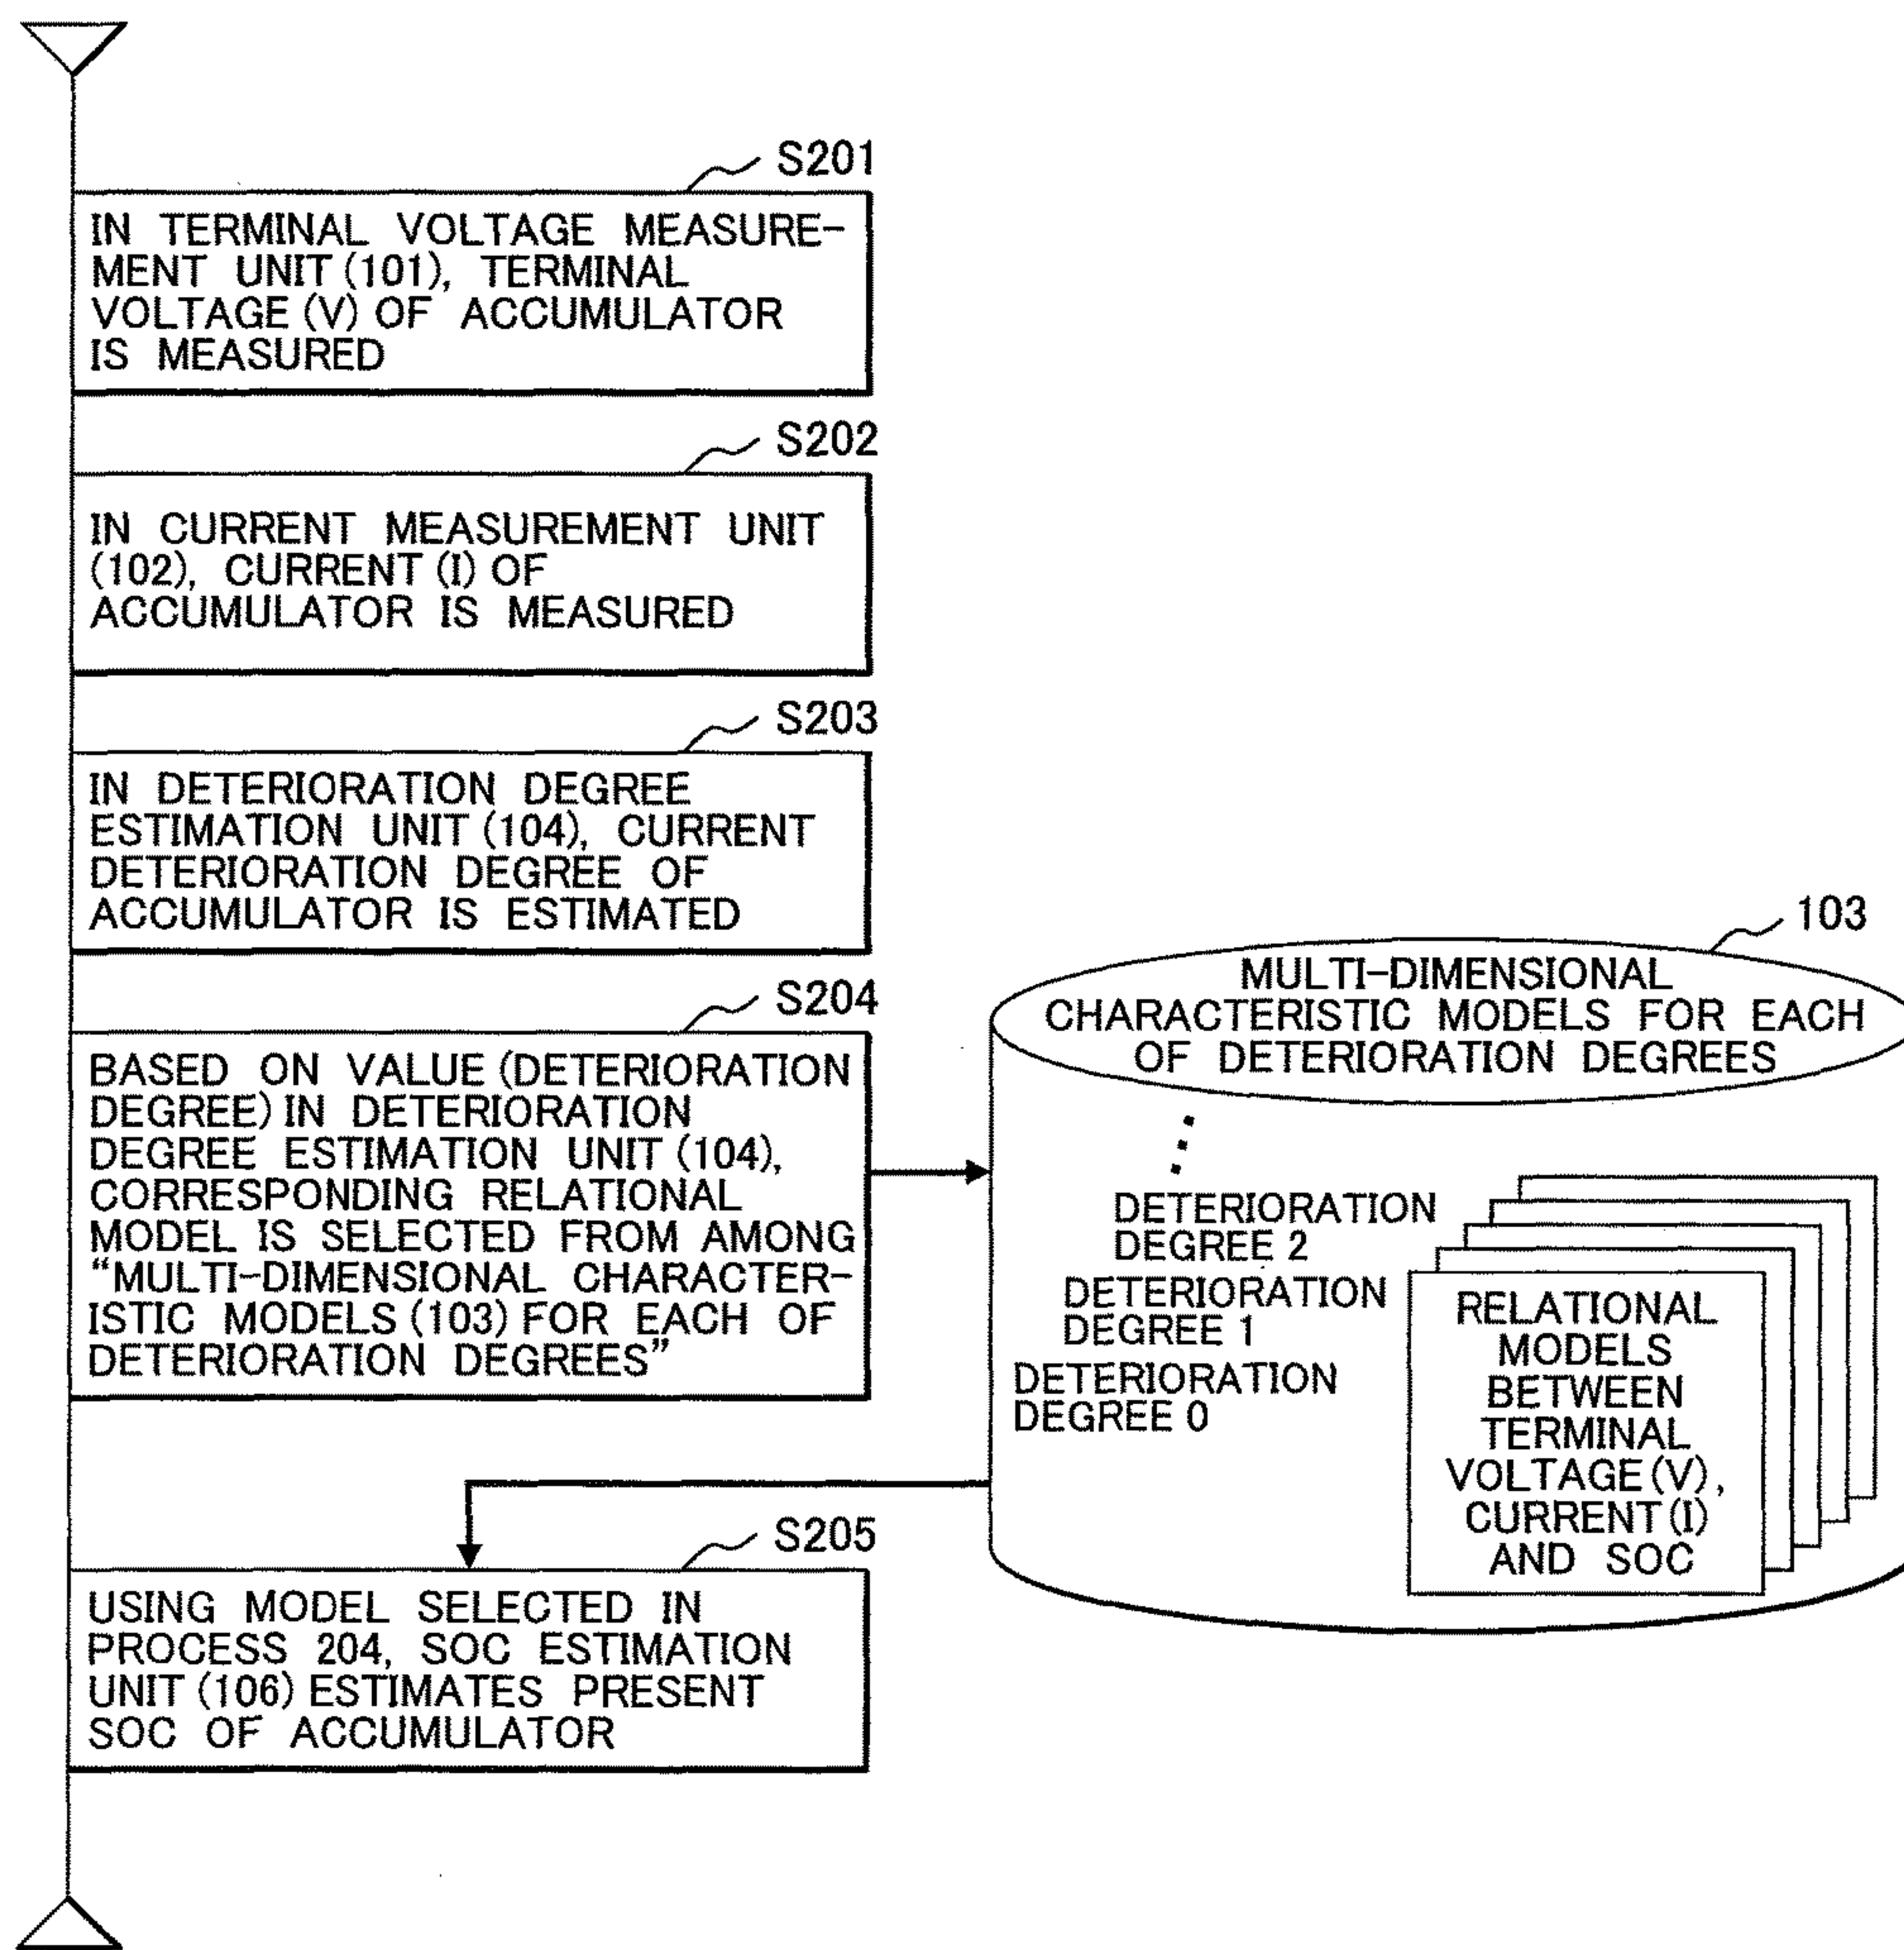 S201
IN TERMINAL VOLTAGE MEASURE-
MENT UNIT (101), TERMINAL
VOLTAGE (V) OF ACCUMULATOR
IS MEASURED
S202
IN CURRENT MEASUREMENT UNIT
(102), CURRENT (I) OF
ACCUMULATOR IS MEASURED
S203
IN DETERIORATION DEGREE
ESTIMATION UNIT (104), CURRENT
DETERIORATION DEGREE OF
ACCUMULATOR IS ESTIMATED
S204
BASED ON VALUE (DETERIORATION
DEGREE) IN DETERIORATION
DEGREE ESTIMATION UNIT (104),
CORRESPONDING RELATIONAL
MODEL IS SELECTED FROM AMONG
“MULTI-DIMENSIONAL CHARACTER-
ISTIC MODELS (103) FOR EACH OF
DETERIORATION DEGREES”
103
MULTI-DIMENSIONAL
CHARACTERISTIC MODELS FOR EACH
OF DETERIORATION DEGREES
DETERIORATION
DEGREE 2
DETERIORATION
DEGREE 1
DETERIORATION
DEGREE 0
RELATIONAL
MODELS
BETWEEN
TERMINAL
VOLTAGE (V),
CURRENT (I)
AND SOC
S205
USING MODEL SELECTED IN
PROCESS 204, SOC ESTIMATION
UNIT (106) ESTIMATES PRESENT
SOC OF ACCUMULATOR